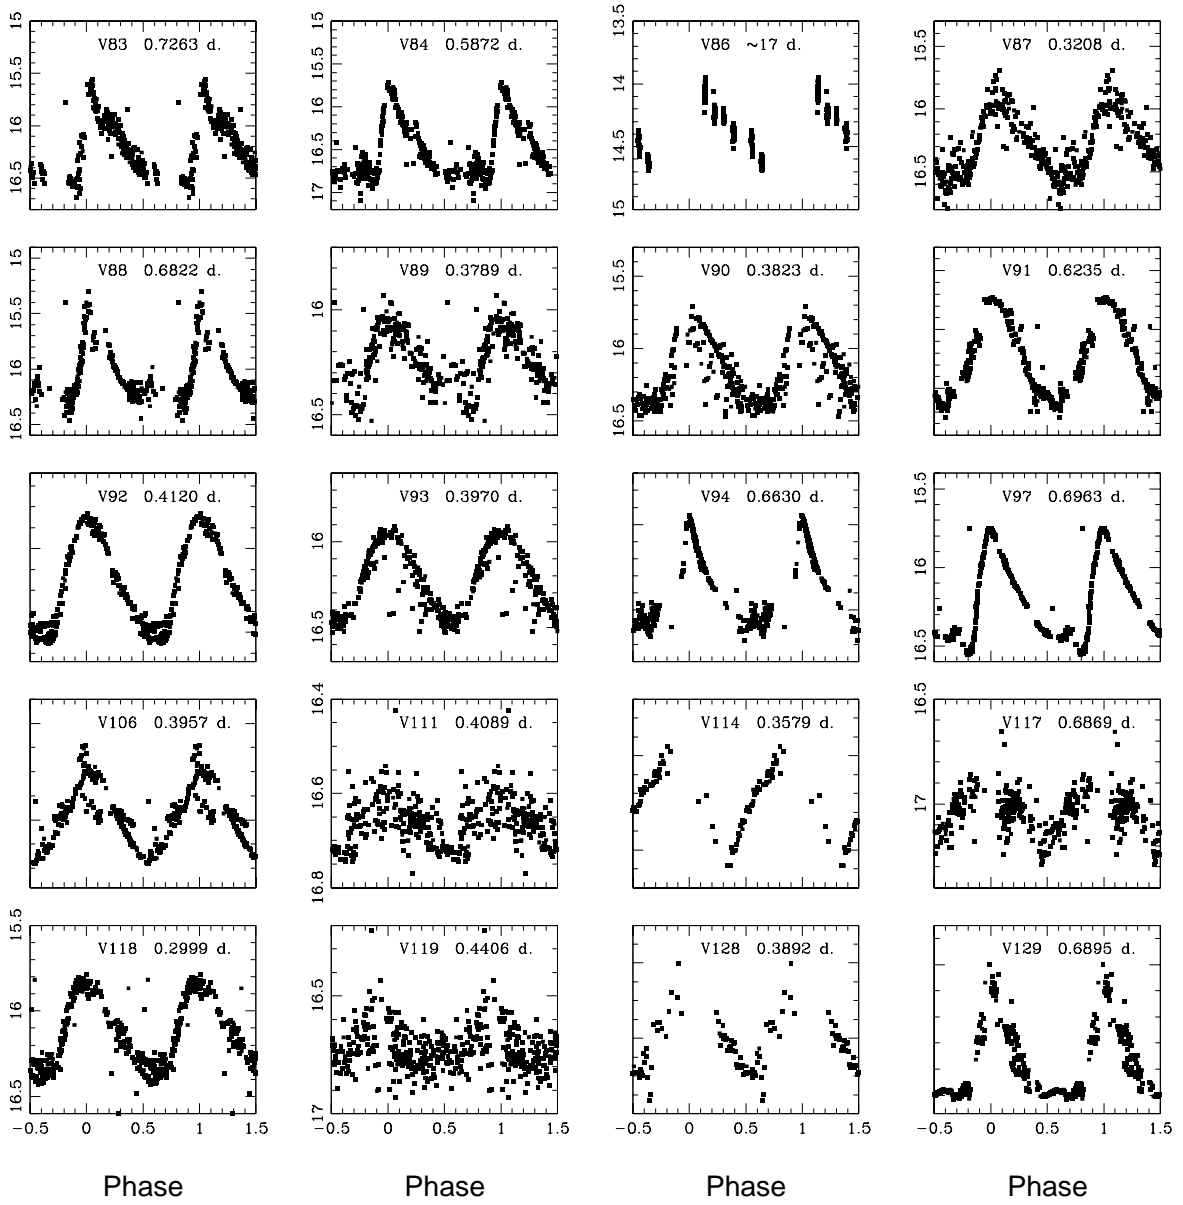 V83 0.7263 d.
V84 0.5872 d.
V86 ~17 d.
V87 0.3208 d.
15
15.5
16
16.5
15
15.5
16
16.5
17
13.5
14
14.5
15
15.5
16
16.5
V88 0.6822 d.
V89 0.3789 d.
V90 0.3823 d.
V91 0.6235 d.
15
15.5
16
16.5
16
16.5
15.5
16
16.5
V92 0.4120 d.
V93 0.3970 d.
V94 0.6630 d.
V97 0.6963 d.
16
16.5
15.5
16
16.5
V106 0.3957 d.
V111 0.4089 d.
V114 0.3579 d.
V117 0.6869 d.
16.4
16.6
16.8
16.5
17
V118 0.2999 d.
V119 0.4406 d.
V128 0.3892 d.
V129 0.6895 d.
15.5
16
16.5
16.5
17
−0.5 0 0.5 1 1.5
−0.5 0 0.5 1 1.5
−0.5 0 0.5 1 1.5
−0.5 0 0.5 1 1.5
Phase
Phase
Phase
Phase